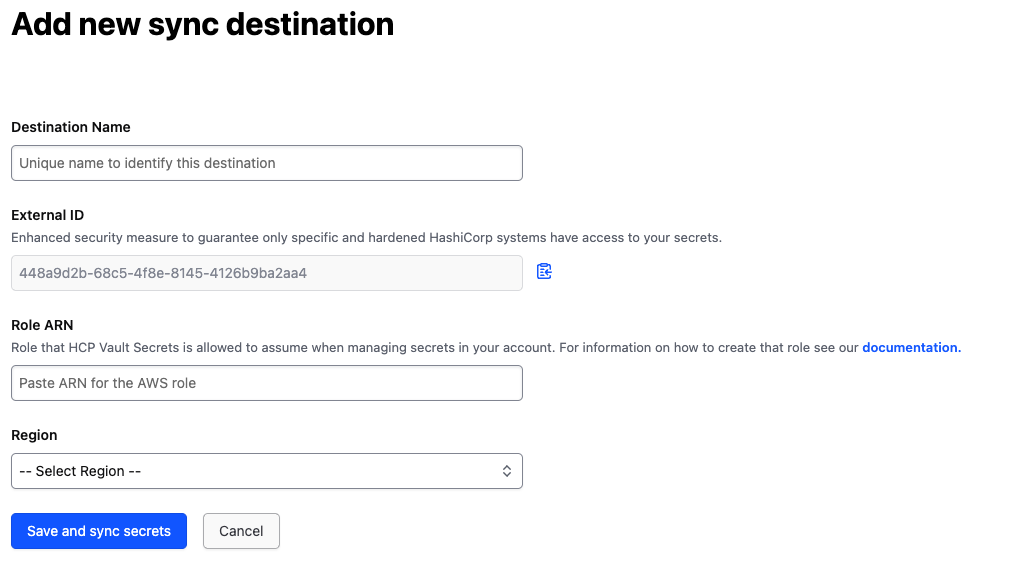 Add new sync destination
Destination Name
Unique name to identify this destination
External ID
Enhanced security measure to guarantee only specific and hardened HashiCorp systems have access to your secrets.
448a9d2b-68c5-4f8e-8145-4126b9ba2aa4
Role ARN
Role that HCP Vault Secrets is allowed to assume when managing secrets in your account. For information on how to create that role see our documentation.
Paste ARN for the AWS role
Region
-- Select Region --
Save and sync secrets Cancel